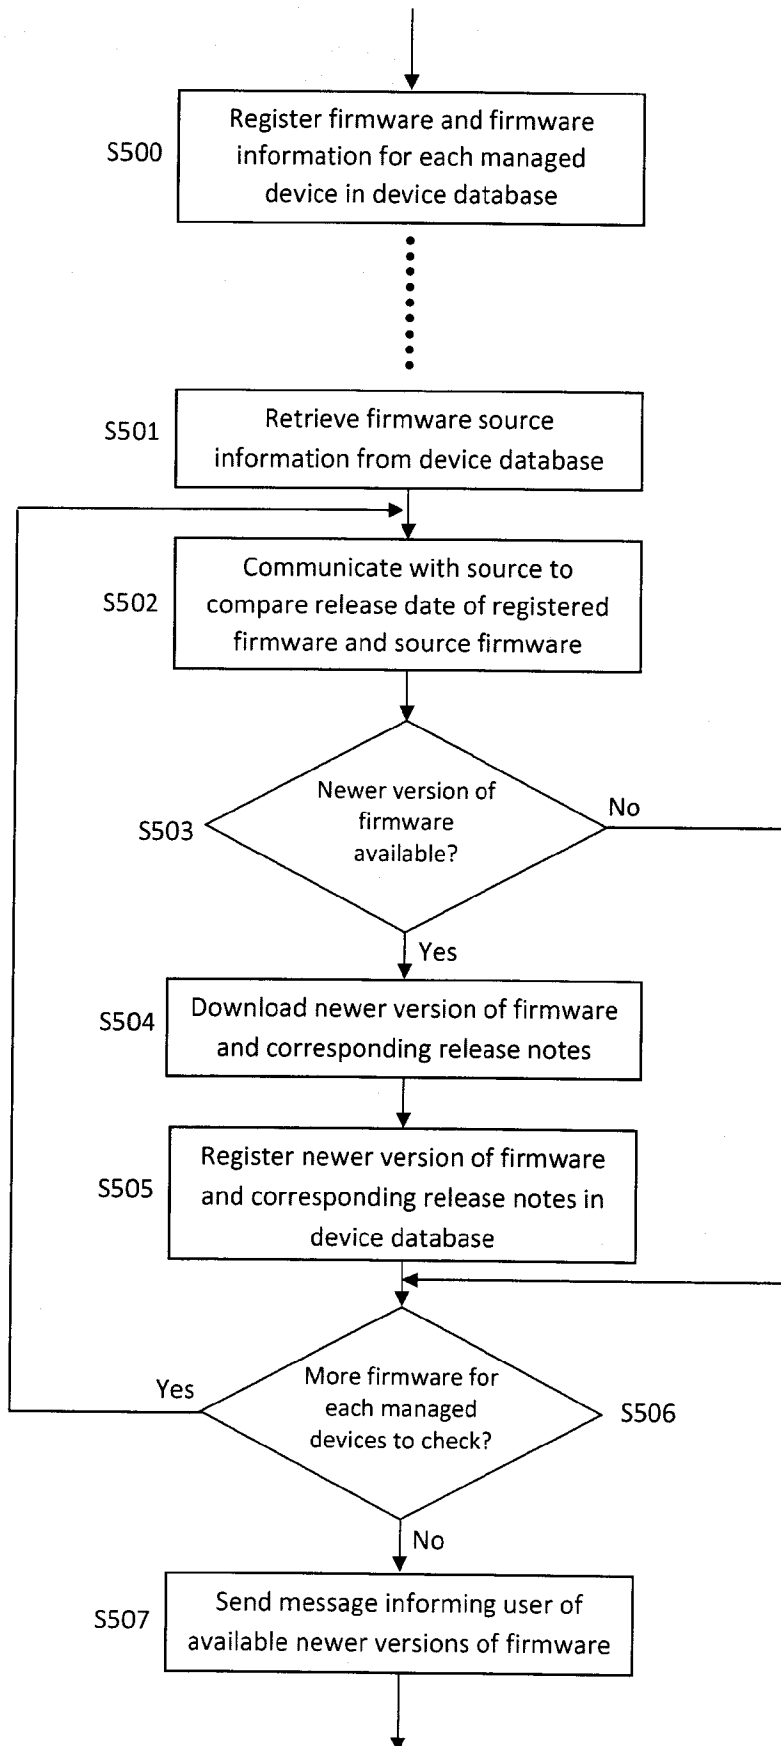 Register firmware and firmware
S500
information for each managed
device in device database
Retrieve firmware source
S501
information from device database
Communicate with source to
S502
compare release date of registered
firmware and source firmware
Newer version of
No
S503
firmware
available?
Yes
S504
Download newer version of firmware
and corresponding release notes
Register newer version of firmware
S505
and corresponding release notes in
device database
More firmware for
Yes
each managed
S506
devices to check?
No
Send message informing user of
S507
available newer versions of firmware